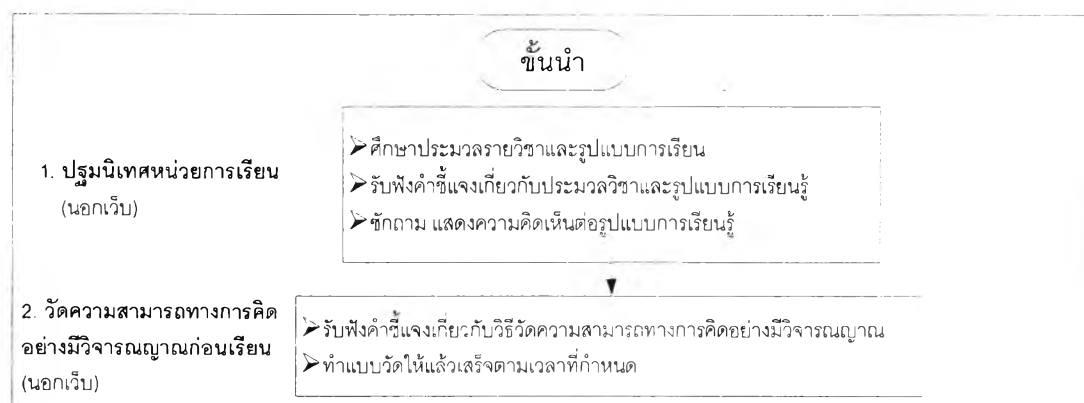 ขั้นนำ
1. ปฐมนิเทศหน่วยการเรียน
(นอกเว็บ)
➢ศึกษาประมวลรายวิชาและรูปแบบการเรียน
➢รับฟังคำชี้แจงเกี่ยวกับประมวลวิชาและรูปแบบการเรียนรู้
➢ซักถาม แสดงความคิดเห็นต่อรูปแบบการเรียนรู้
2. วัดความสามารถทางการคิด
อย่างมีวิจารณญาณก่อนเรียน
(นอกเว็บ)
➢รับฟังคำชี้แจงเกี่ยวกับวิธีวัดความสามารถทางการคิดอย่างมีวิจารณญาณ
➢ทำแบบวัดให้แล้วเสร็จตามเวลาที่กำหนด